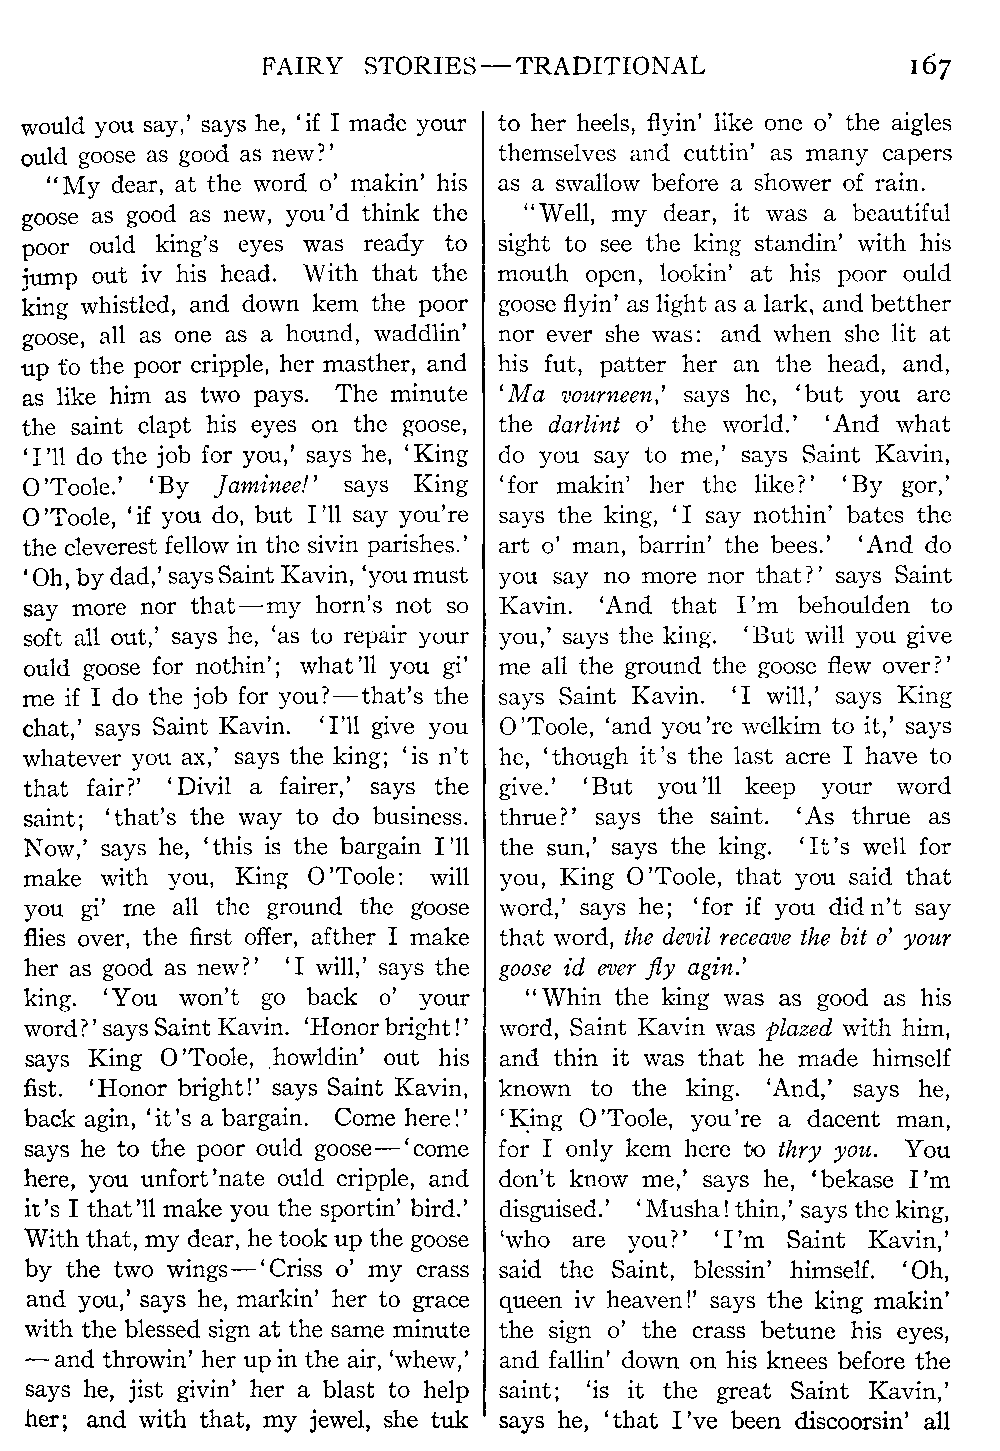 FAIRY STORIES—TRADITIONAL 167
would you say,' says he, 'if I made your
ould goose as good as new?'
"My dear, at the word o' makin' his
goose as good as new, you'd think the
poor ould king's eyes was ready to
jump out iv his head. With that the
king whistled, and down kem the poor
goose, all as one as a hound, waddlin'
up to the poor cripple, her masther, and
as like him as two pays. The minute
the saint clapt his eyes on the goose,
'I'll do the job for you,' says he, 'King
O'Toole.' 'By Jaminee!' says King
O'Toole, 'if you do, but I'll say you're
the cleverest fellow in the sivin parishes.'
'Oh, by dad,' says Saint Kavin, 'you must
say more nor that—my horn's not so
soft all out,' says he, 'as to repair your
ould goose for nothin'; what'll you gi'
me if I do the job for you?—that's the
chat,' says Saint Kavin. 'I'll give you
whatever you ax,' says the king; 'is n't
that fair?' 'Divil a fairer,' says the
saint; 'that's the way to do business.
Now,' says he, 'this is the bargain I'll
make with you, King O'Toole: will
you gi' me all the ground the goose
flies over, the first offer, afther I make
her as good as new?' 'I will,' says the
king. 'You won't go back o' your
word?' says Saint Kavin. 'Honor bright!'
says King O'Toole, howldin' out his
fist. 'Honor bright!' says Saint Kavin,
back agin, 'it's a bargain. Come here!'
says he to the poor ould goose—'come
here, you unfort'nate ould cripple, and
it's I that'll make you the sportin' bird.'
With that, my dear, he took up the goose
by the two wings—'Criss o' my crass
and you,' says he, markin' her to grace
with the blessed sign at the same minute
—and throwin' her up in the air, 'whew,'
says he, jist givin' her a blast to help
her; and with that, my jewel, she tuk
to her heels, flyin' like one o' the aigles
themselves and cuttin' as many capers
as a swallow before a shower of rain.
"Well, my dear, it was a beautiful
sight to see the king standin' with his
mouth open, lookin' at his poor ould
goose flyin' as light as a lark, and betther
nor ever she was: and when she lit at
his fut, patter her an the head, and,
'Ma vourneen,' says he, 'but you are
the darlint o' the world.' 'And what
do you say to me,' says Saint Kavin,
'for makin' her the like?' 'By gor,'
says the king, 'I say nothin' bates the
art o' man, barrin' the bees.' 'And do
you say no more nor that?' says Saint
Kavin. 'And that I'm behoulden to
you,' says the king. 'But will you give
me all the ground the goose flew over?'
says Saint Kavin. 'I will,' says King
O'Toole, 'and you're welkim to it,' says
he, 'though it's the last acre I have to
give.' 'But you'll keep your word
thrue?' says the saint. 'As thrue as
the sun,' says the king. 'It's well for
you, King O'Toole, that you said that
word,' says he; 'for if you did n't say
that word, the devil receave the bit o' your
goose id ever fly agin.'
"Whin the king was as good as his
word, Saint Kavin was plazed with him,
and thin it was that he made himself
known to the king. 'And,' says he,
'King O'Toole, you're a dacent man,
for I only kem here to thry you. You
don't know me,' says he, 'bekase I'm
disguised.' 'Musha! thin,' says the king,
'who are you?' 'I'm Saint Kavin,'
said the Saint, blessin' himself. 'Oh,
queen iv heaven!' says the king makin'
the sign o' the crass betune his eyes,
and fallin' down on his knees before the
saint; 'is it the great Saint Kavin,'
says he, 'that I've been discoorsin' all